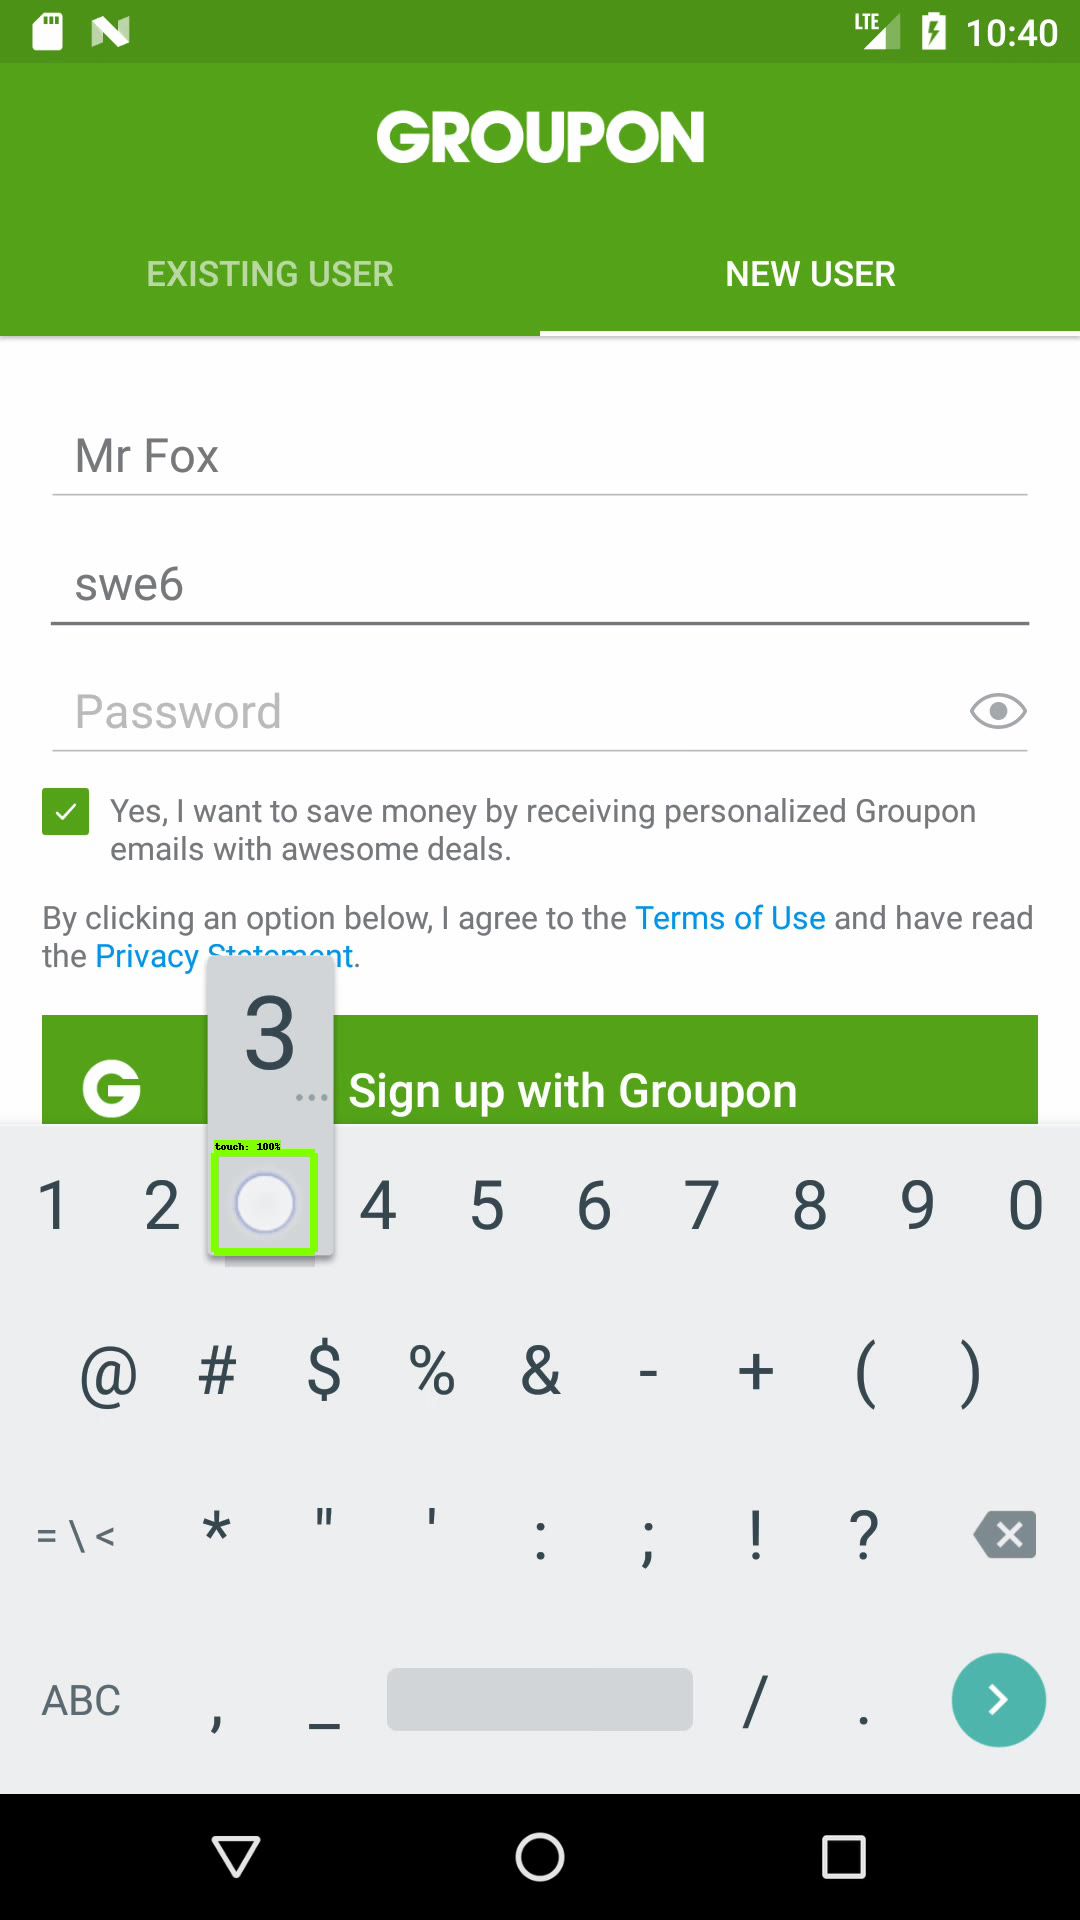 LTE 10:40
GROUPON
EXISTING USER NEW USER
Mr Fox
swe6
Password
Yes, I want to save money by receiving personalized Groupon
emails with awesome deals.
By clicking an option below, I agree to the Terms of Use and have read
the Privacy Statement.
3
...
G Sign up with Groupon
touch: 100%
1 2 4 5 6 7 8 9 0
@ # $ % & - + ( )
= \ < * " ' : ; ! ?
ABC , _ / .